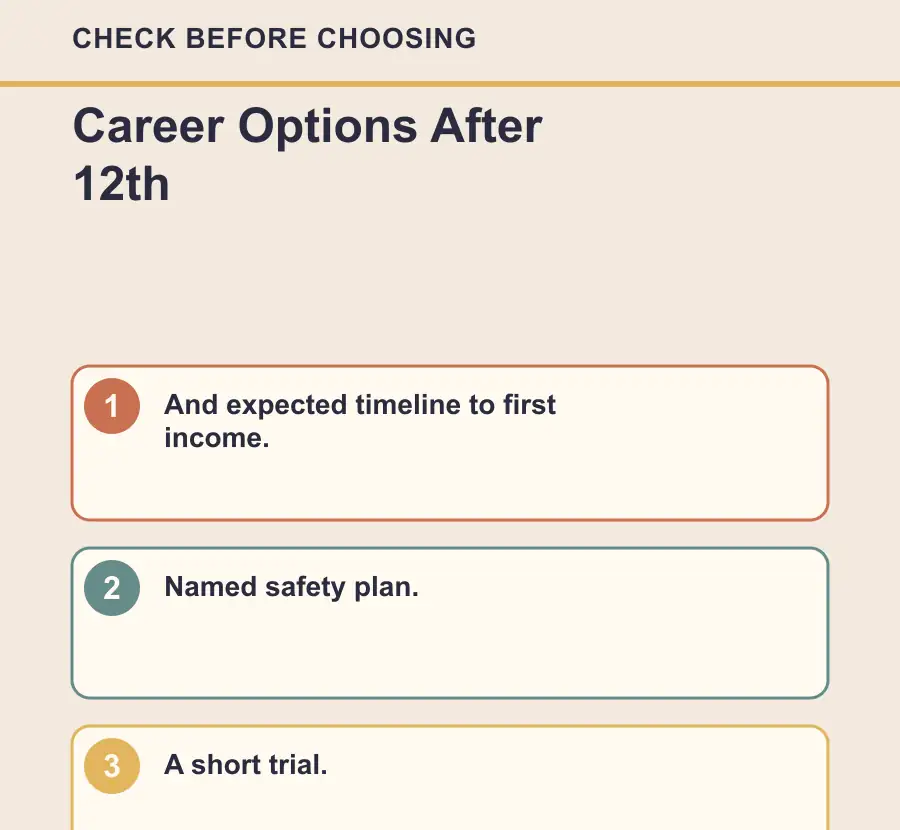 CHECK BEFORE CHOOSING
Career Options After
12th
1
And expected timeline to first
income.
2
Named safety plan.
3
A short trial.